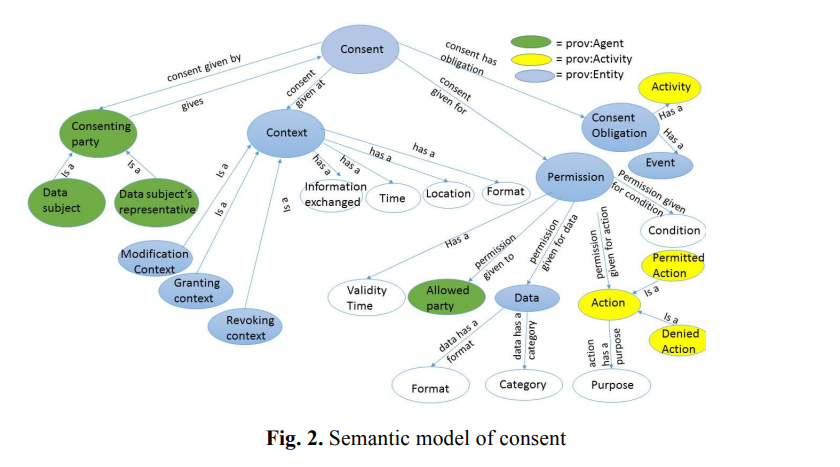 Consent
= prov:Agent
= prov:Activity
= prov:Entity
consent given by
gives
consent
given at
consent has
obligation
consent
given for
Activity
Has a
Consent
Obligation
Has a
Event
Consenting
party
Is a
Is a
Data
subject
Data subject's
representative
Context
has a
has a
has a
has a
Information
exchanged
Time
Location
Format
Is a
Is a
Is a
Modification
Context
Granting
context
Revoking
context
Permission
Permission given
for condition
Condition
Has a
permission
given to
permission
given for data
permission
given for action
Validity
Time
Allowed
party
Data
Action
Permitted
Action
Is a
Is a
Denied
Action
data has a
format
data has a
category
action
has a
purpose
Format
Category
Purpose
Fig. 2. Semantic model of consent